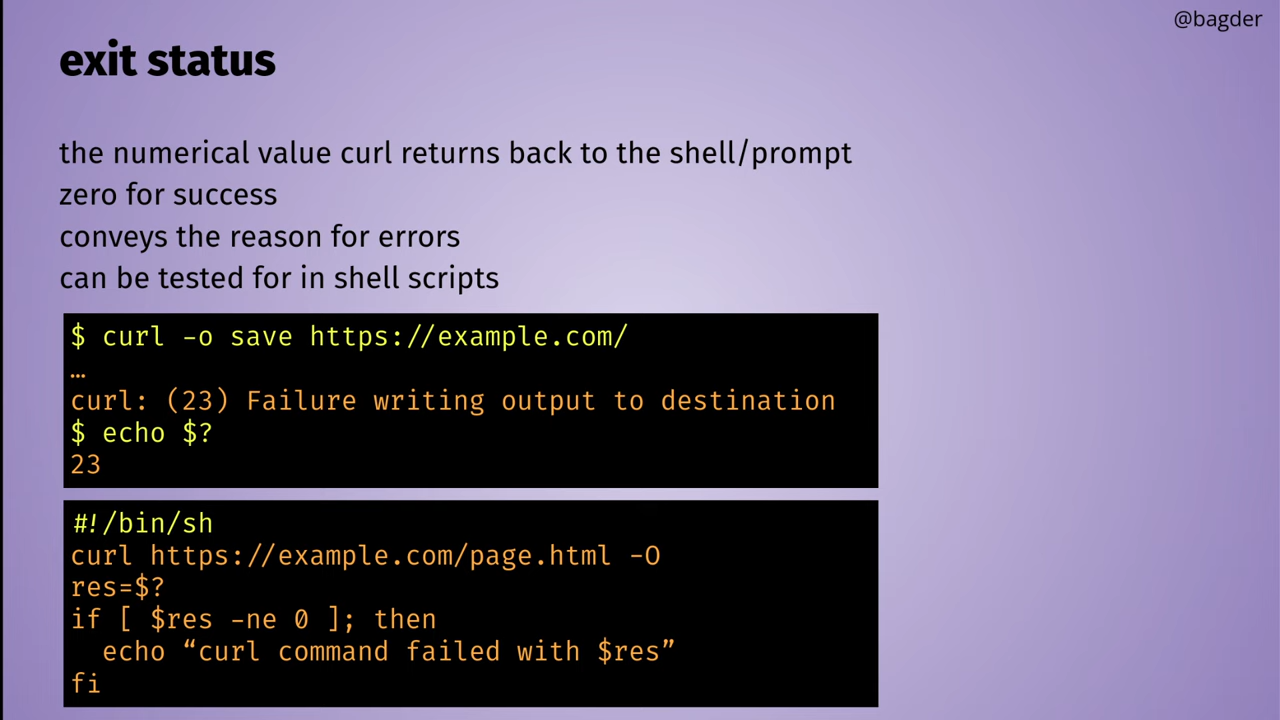 @bagder
exit status
the numerical value curl returns back to the shell/prompt
zero for success
conveys the reason for errors
can be tested for in shell scripts
$ curl -o save https://example.com/
…
curl: (23) Failure writing output to destination
$ echo $?
23
#!/bin/sh
curl https://example.com/page.html -O
res=$?
if [ $res -ne 0 ]; then
  echo “curl command failed with $res”
fi